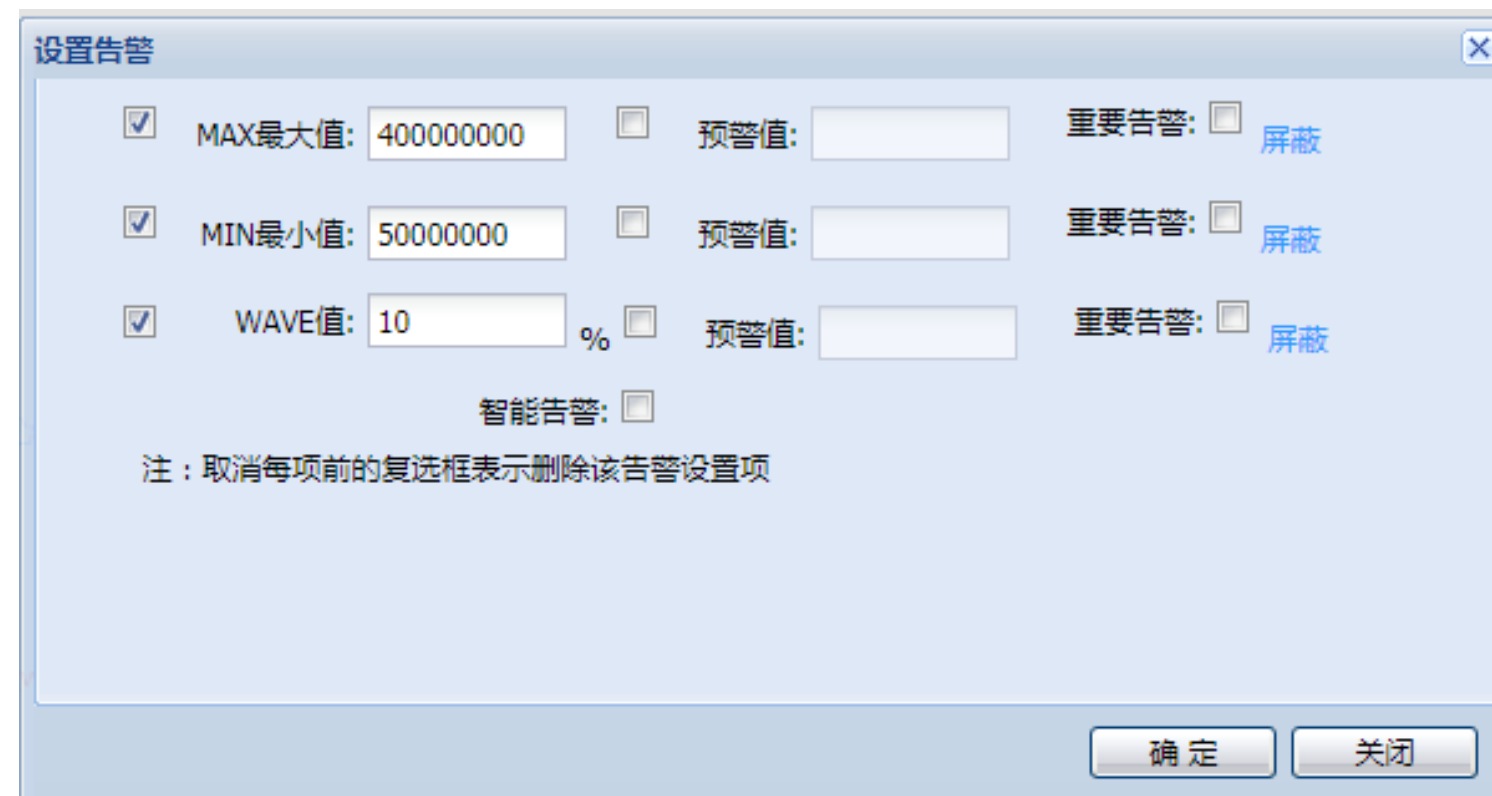 设置告警
MAX最大值: 400000000 预警值: 重要告警: 屏蔽
MIN最小值: 50000000 预警值: 重要告警: 屏蔽
WAVE值: 10 % 预警值: 重要告警: 屏蔽
智能告警:
注：取消每项前的复选框表示删除该告警设置项
确 定 关闭